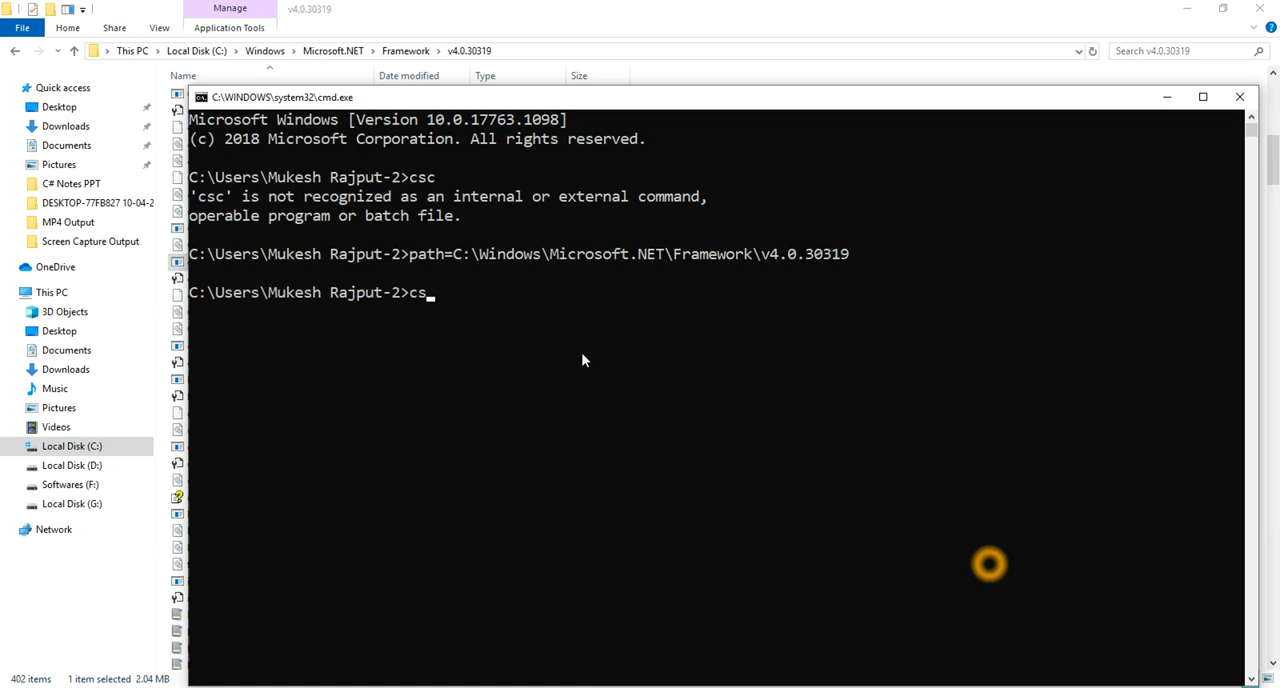 Manage
v4.0.30319
File
Home
Share
View
Application Tools
This PC
Local Disk (C:)
Windows
Microsoft.NET
Framework
v4.0.30319
Search v4.0.30319
Name
Date modified
Type
Size
Quick access
Desktop
Downloads
Documents
Pictures
C# Notes PPT
DESKTOP-77FB827 10-04-2
MP4 Output
Screen Capture Output
OneDrive
This PC
3D Objects
Desktop
Documents
Downloads
Music
Pictures
Videos
Local Disk (C:)
Local Disk (D:)
Softwares (F:)
Local Disk (G:)
Network
402 items
1 item selected 2.04 MB
C:\WINDOWS\system32\cmd.exe
Microsoft Windows [Version 10.0.17763.1098]
(c) 2018 Microsoft Corporation. All rights reserved.
C:\Users\Mukesh Rajput-2>csc
'csc' is not recognized as an internal or external command,
operable program or batch file.
C:\Users\Mukesh Rajput-2>path=C:\Windows\Microsoft.NET\Framework\v4.0.30319
C:\Users\Mukesh Rajput-2>cs_